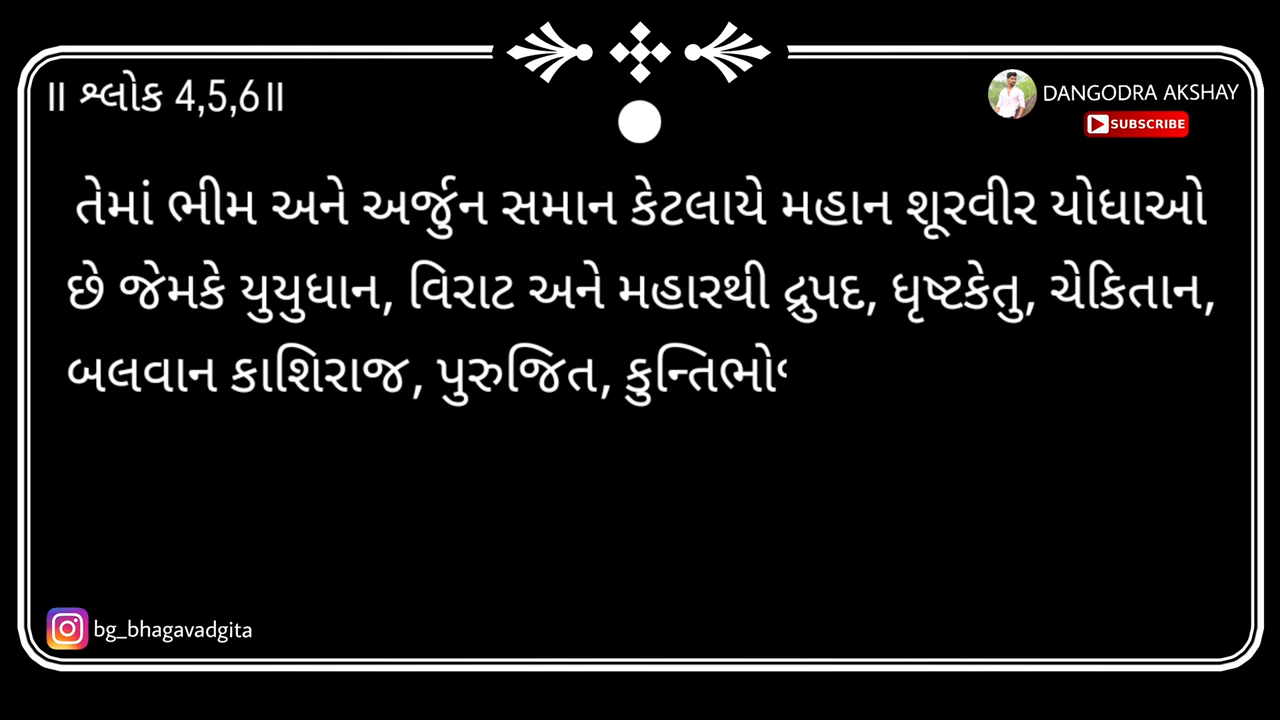 ॥ શ્લોક 4,5,6॥
DANGODRA AKSHAY
SUBSCRIBE
તેમાં ભીમ અને અર્જુન સમાન કેટલાયે મહાન શૂરવીર યોધાઓ
છે જેમકે યુયુધાન, વિરાટ અને મહારથી દ્રુપદ, ધૃષ્ટકેતુ, ચેકિતાન,
બલવાન કાશિરાજ, પુરુજિત,
bg_bhagavadgita